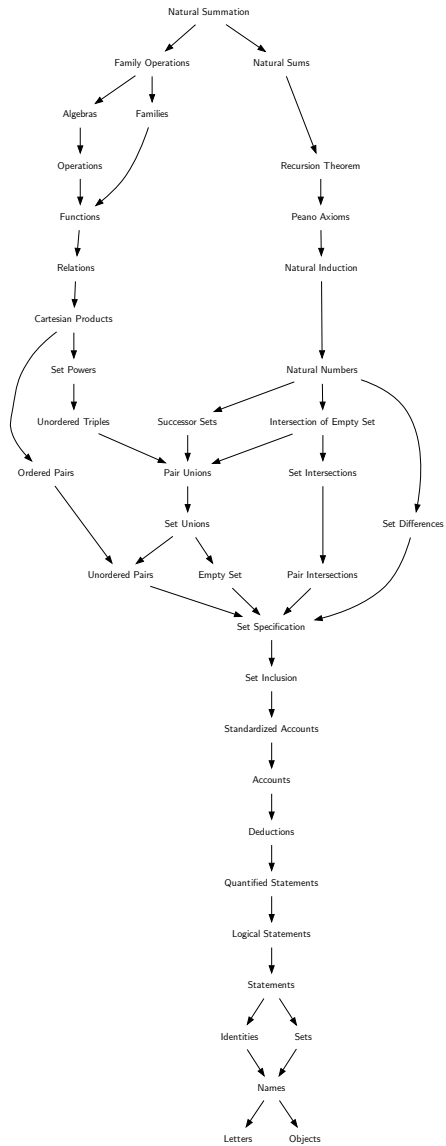 Natural Summation
Family Operations
Natural Sums
Algebras
Families
Operations
Recursion Theorem
Functions
Peano Axioms
Relations
Natural Induction
Cartesian Products
Set Powers
Natural Numbers
Unordered Triples
Successor Sets
Intersection of Empty Set
Ordered Pairs
Pair Unions
Set Intersections
Set Unions
Set Differences
Unordered Pairs
Empty Set
Pair Intersections
Set Specification
Set Inclusion
Standardized Accounts
Accounts
Deductions
Quantified Statements
Logical Statements
Statements
Identities
Sets
Names
Letters
Objects